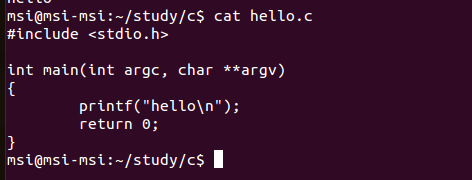 hello
msi@msi-msi:~/study/c$ cat hello.c
#include <stdio.h>

int main(int argc, char **argv)
{
        printf("hello\n");
        return 0;
}
msi@msi-msi:~/study/c$